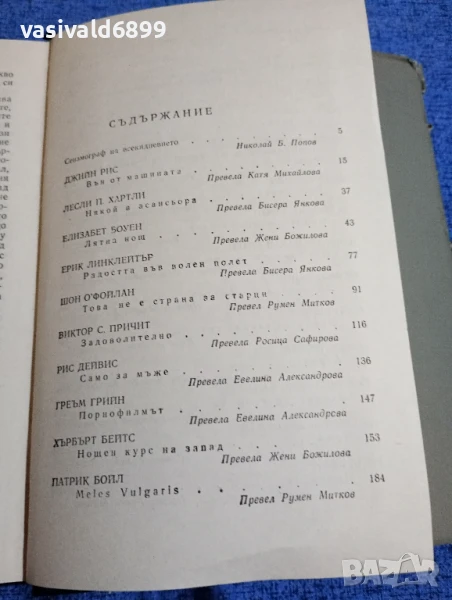 vasivald6899
СЪДЪРЖАНИЕ
Сеизмограф на всекидневието Николай Б. Попов 5
ДЖИЙН РИС
Вън от машината Превела Катя Михайлова 15
ЛЕСЛИ П. ХАРТЛИ
Някой в асансьора Превела Бисера Янкова 37
ЕЛИЗАБЕТ БОУЕН
Лятна нощ Превела Жени Божилова 43
ЕРИК ЛИНКЛЕЙТЪР
Радостта във волен полет Превела Бисера Янкова 77
ШОН О'ФОЙЛАН
Това не е страна за старци Превел Румен Митков 91
ВИКТОР С. ПРИЧИТ
Задоволително Превела Росица Сафирова 116
РИС ДЕЙВИС
Само за мъже Превела Евелина Александрова 136
ГРЕЪМ ГРИЙН
Порнофилмът Превела Евелина Александрова 147
ХЪРБЪРТ БЕЙТС
Нощен курс на запад Превела Жени Божилова 153
ПАТРИК БОЙЛ
Meles Vulgaris Превел Румен Митков 184
bazar